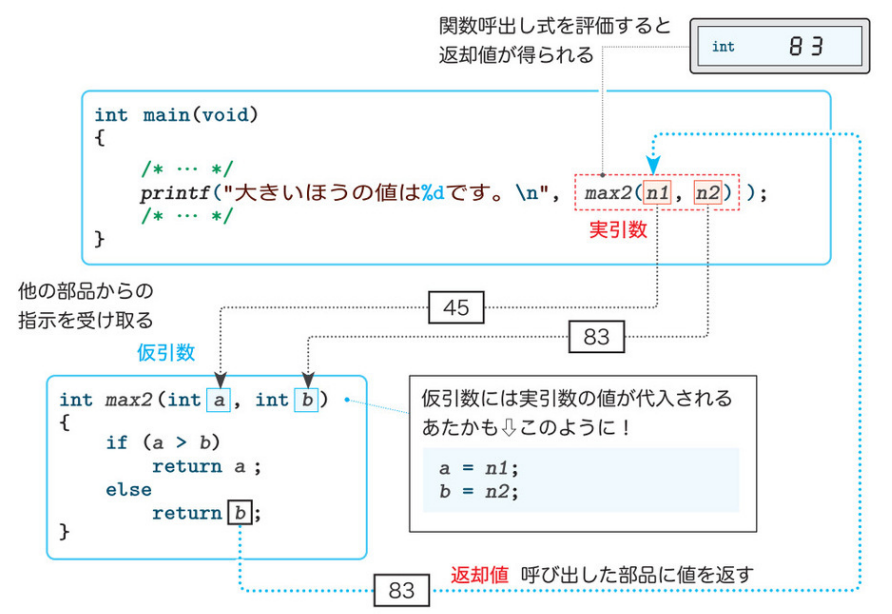 関数呼出し式を評価すると
返却値が得られる
int 83
int main(void)
{
/* … */
printf("大きいほうの値は%dです。\n", max2(n1, n2) );
実引数
/* … */
}
他の部品からの
指示を受け取る
45
83
仮引数
int max2(int a, int b)
{
if (a > b)
return a ;
else
return b;
}
仮引数には実引数の値が代入される
あたかも⇩このように！
a = n1;
b = n2;
83
返却値 呼び出した部品に値を返す